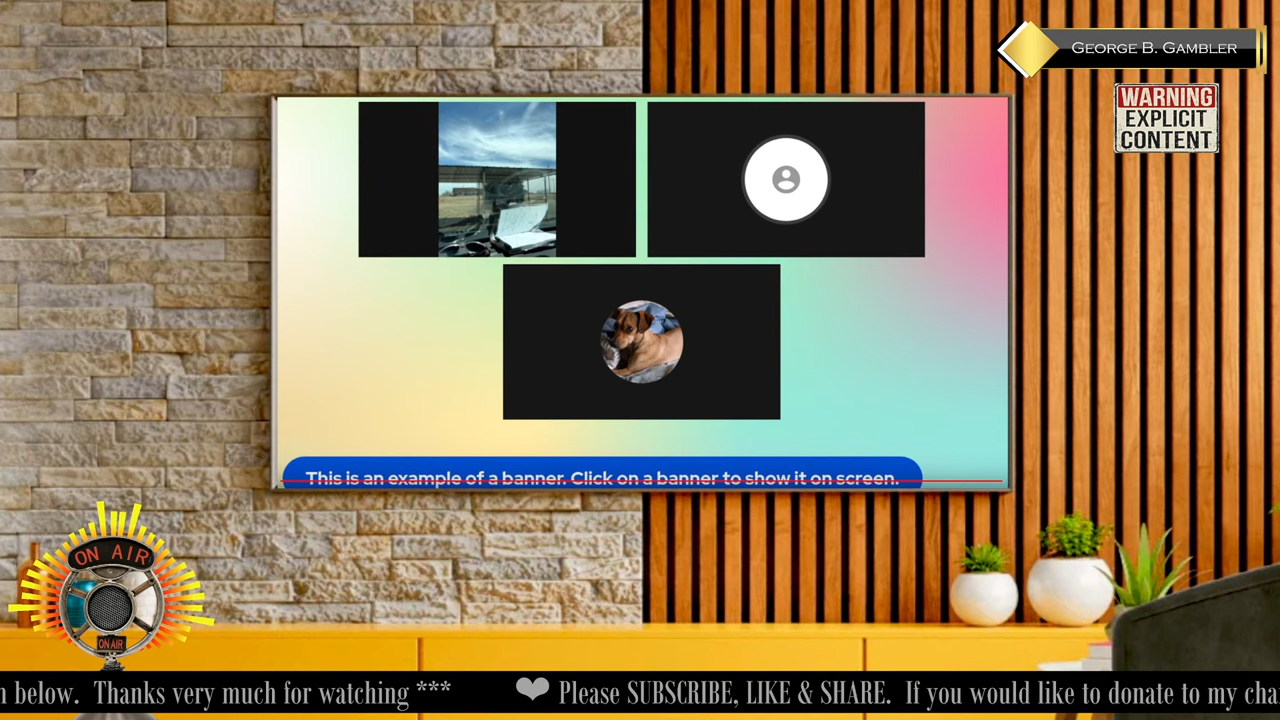 George B. Gambler
WARNING
EXPLICIT
CONTENT
This is an example of a banner. Click on a banner to show it on screen.
ON AIR
ON AIR
below. Thanks very much for watching *** ❤ Please SUBSCRIBE, LIKE & SHARE. If you would like to donate to my